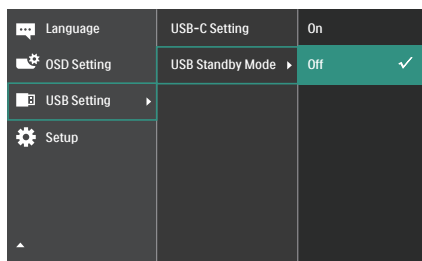 Language
OSD Setting
USB Setting
Setup
USB-C Setting
USB Standby Mode
On
Off